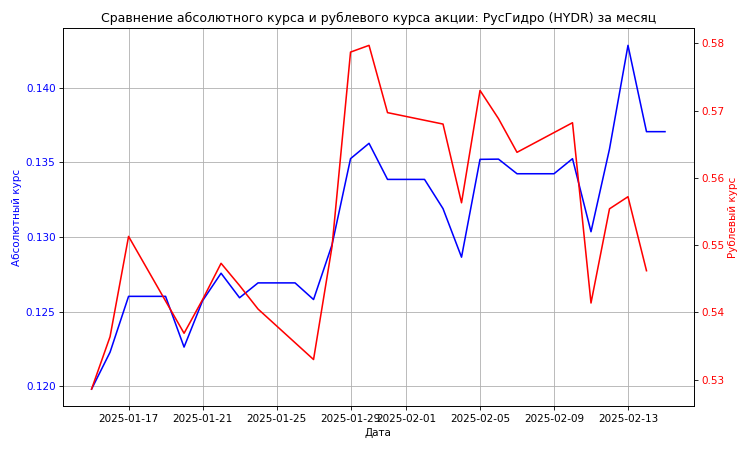 Сравнение абсолютного курса и рублевого курса акции: РусГидро (HYDR) за месяц
Абсолютный курс
0.140
0.135
0.130
0.125
0.120
0.58
0.57
0.56
0.55
0.54
0.53
Рублевый курс
2025-01-17 2025-01-21 2025-01-25 2025-01-29 2025-02-01 2025-02-05 2025-02-09 2025-02-13
Дата